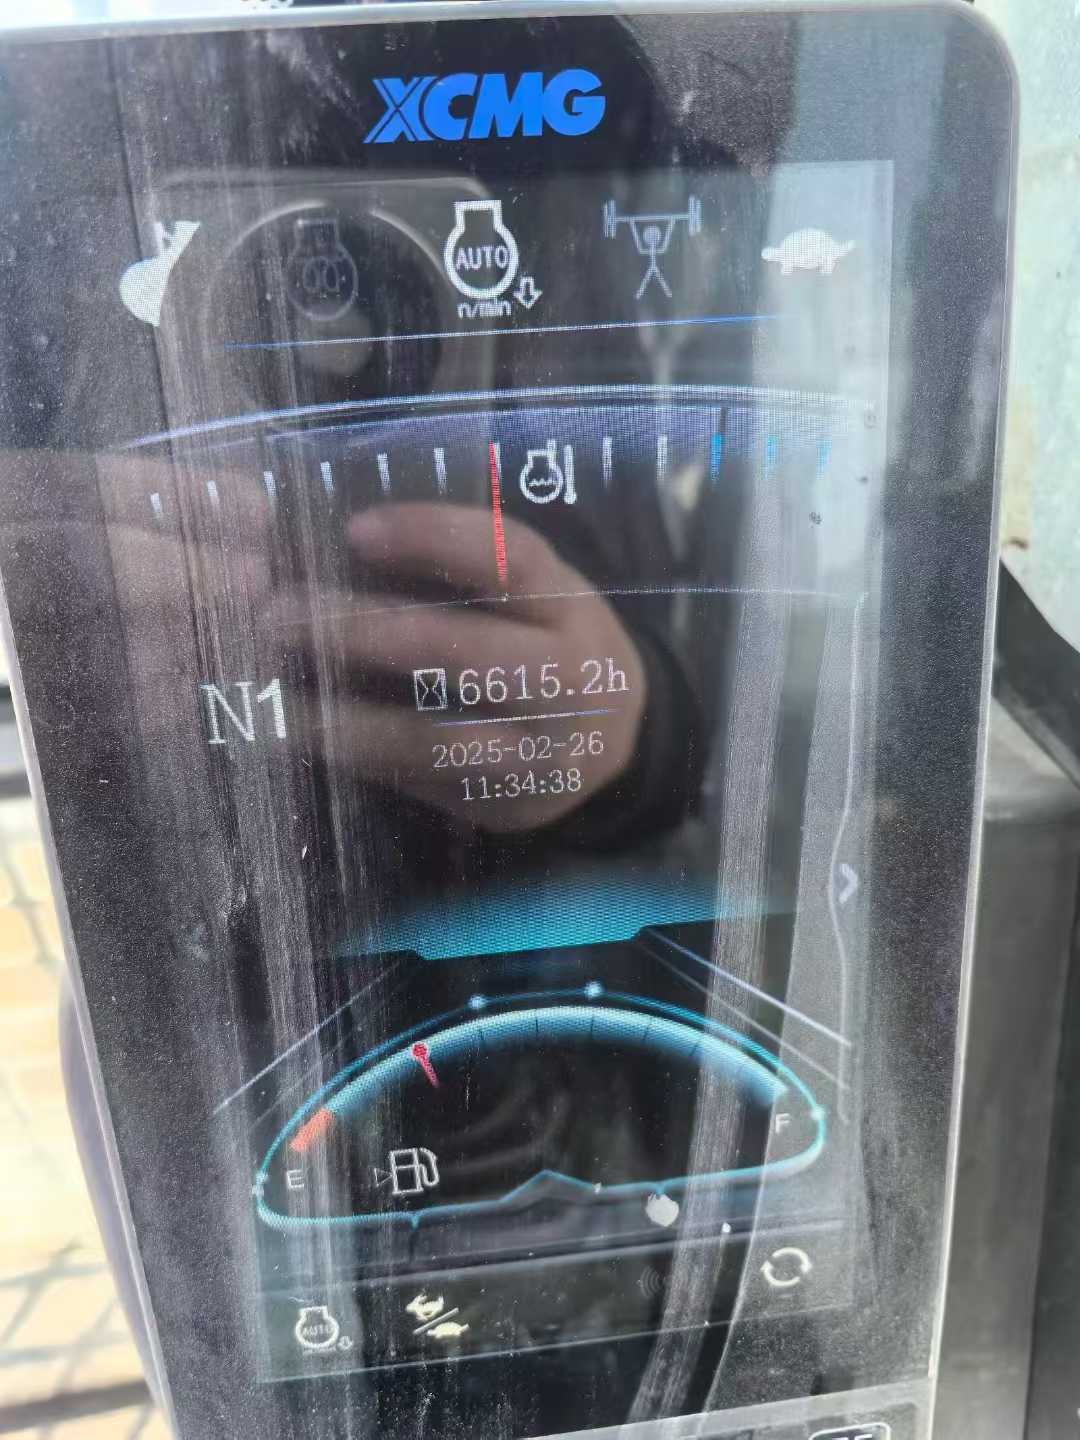 XCMG
AUTO
n/min
N1
6615.2h
2025-02-26
11:34:38
E
F
AUTO